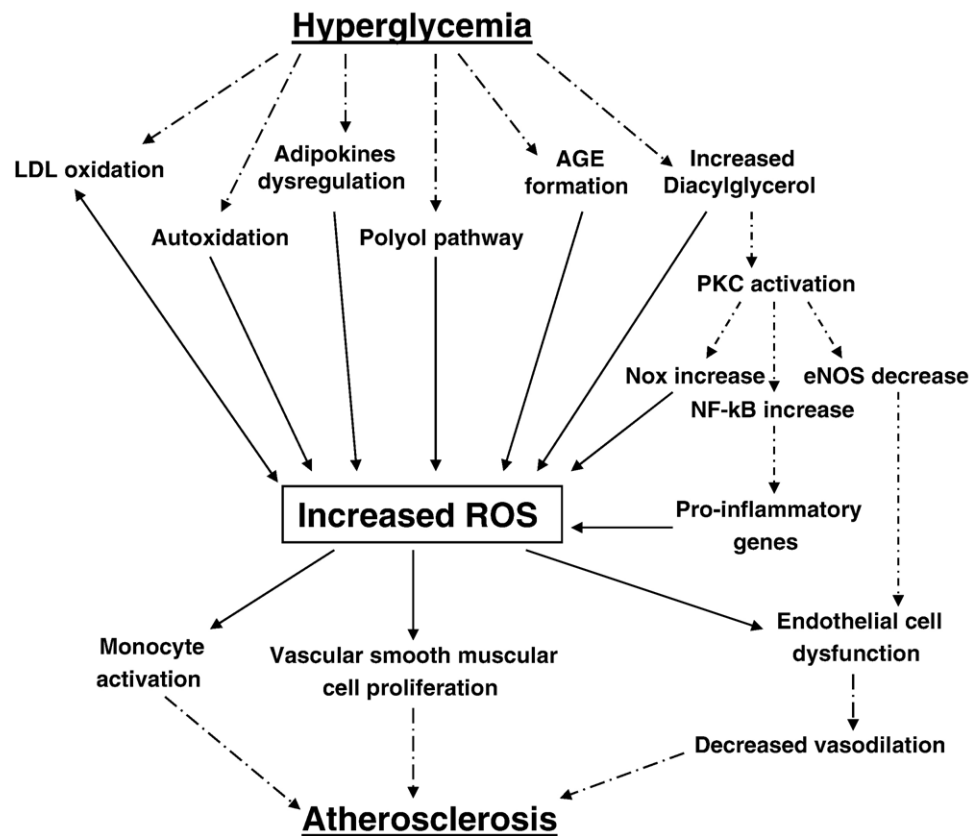 Hyperglycemia
LDL oxidation
Adipokines
dysregulation
AGE
formation
Increased
Diacylglycerol
Autoxidation
Polyol pathway
PKC activation
Nox increase
eNOS decrease
NF-kB increase
Increased ROS
Pro-inflammatory
genes
Monocyte
activation
Vascular smooth muscular
cell proliferation
Endothelial cell
dysfunction
Decreased vasodilation
Atherosclerosis